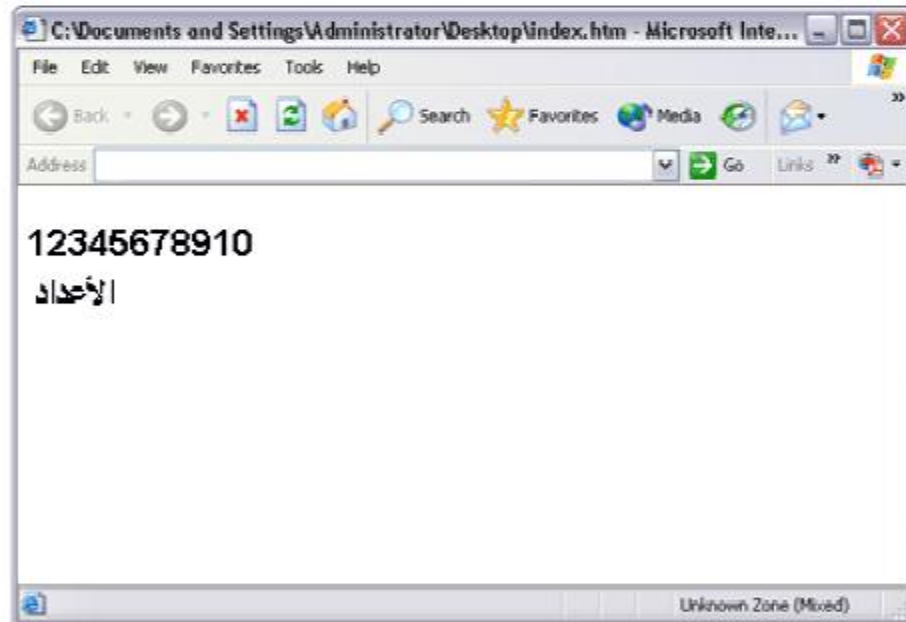 C:\Documents and Settings\Administrator\Desktop\index.htm - Microsoft Inte...
File Edit View Favorites Tools Help
Back Search Favorites Media
Address Go Links
12345678910
الأعداد
Unknown Zone (Mixed)